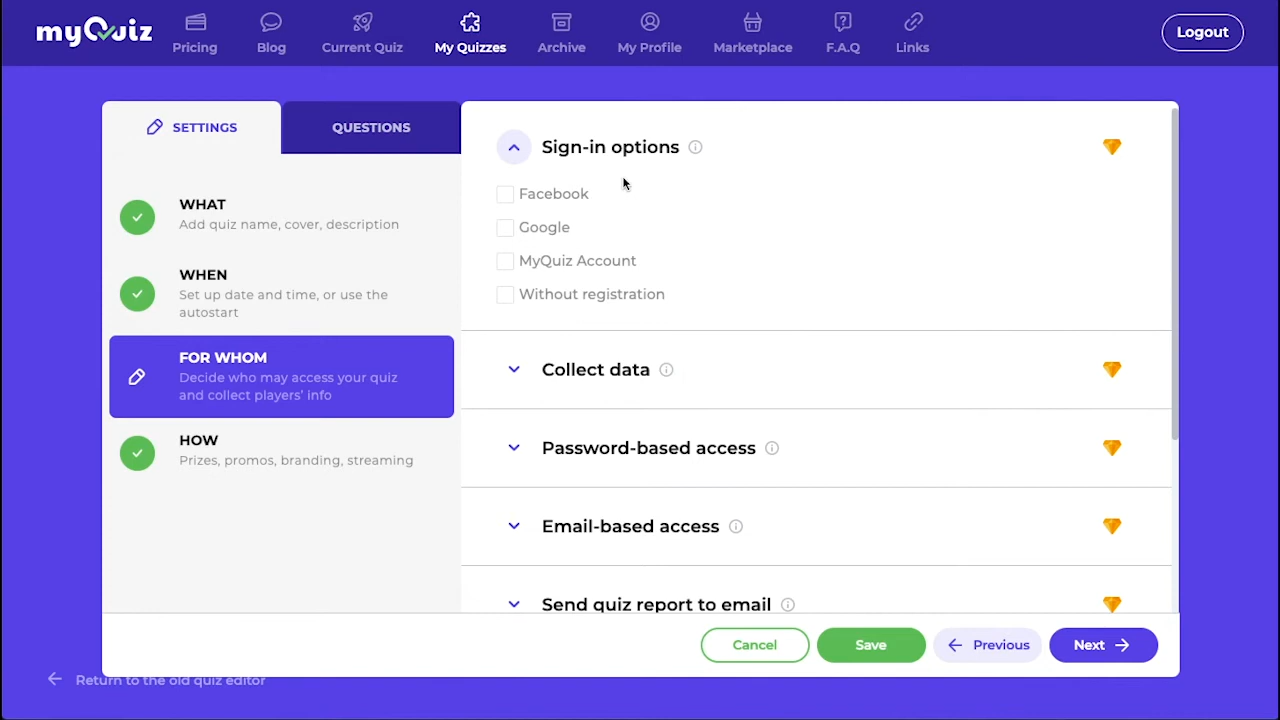 myQuiz
Pricing
Blog
Current Quiz
My Quizzes
Archive
My Profile
Marketplace
F.A.Q
Links
Logout
SETTINGS
QUESTIONS
WHAT
Add quiz name, cover, description
WHEN
Set up date and time, or use the
autostart
FOR WHOM
Decide who may access your quiz
and collect players' info
HOW
Prizes, promos, branding, streaming
Sign-in options
Facebook
Google
MyQuiz Account
Without registration
Collect data
Password-based access
Email-based access
Send quiz report to email
Cancel
Save
Previous
Next
Return to the old quiz editor